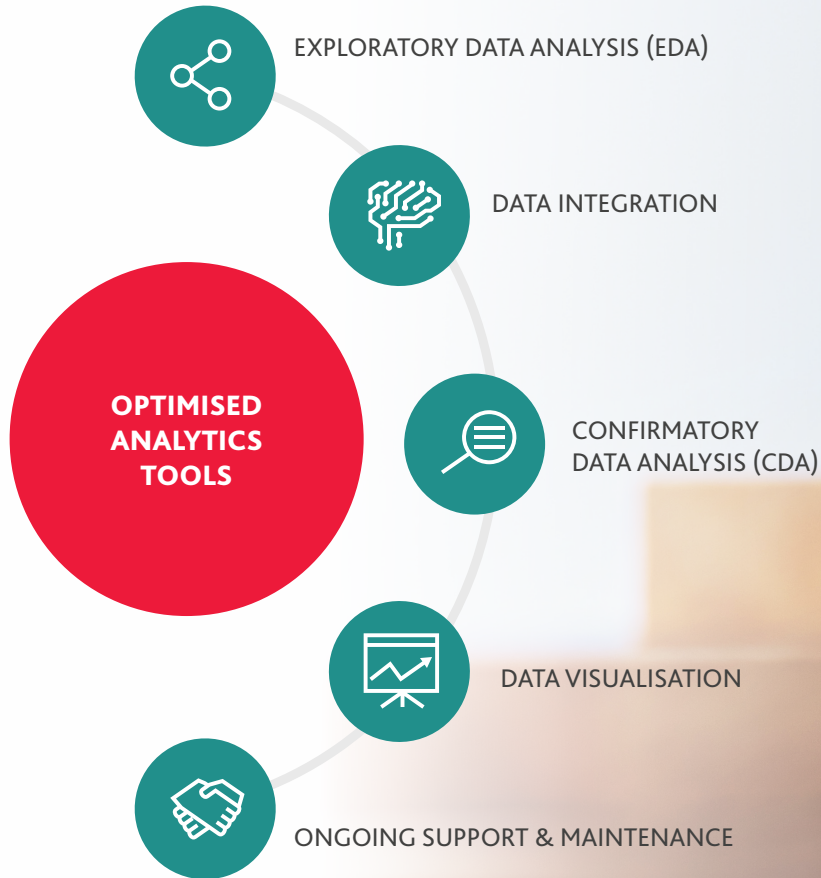 EXPLORATORY DATA ANALYSIS (EDA)
DATA INTEGRATION
OPTIMISED
ANALYTICS
TOOLS
CONFIRMATORY
DATA ANALYSIS (CDA)
DATA VISUALISATION
ONGOING SUPPORT & MAINTENANCE